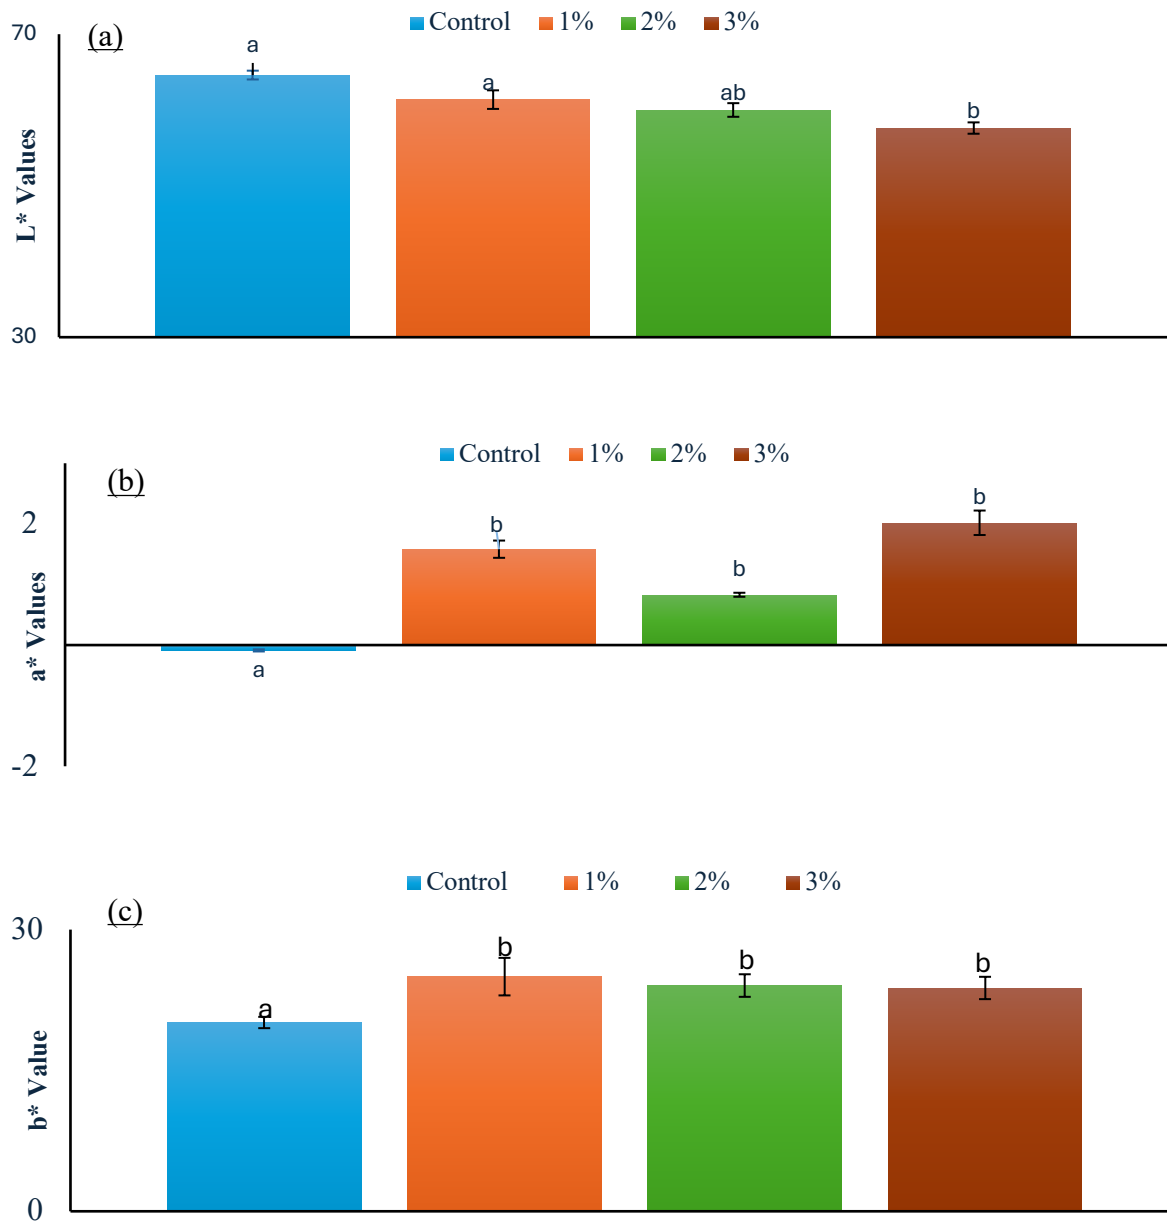 (a)
Control 1% 2% 3%
70
a
a
ab
b
L* Values
30
Control 1% 2% 3%
(b)
2
b
b
b
a* Values
a
-2
Control 1% 2% 3%
(c)
30
b
b
b
a
b* Value
0